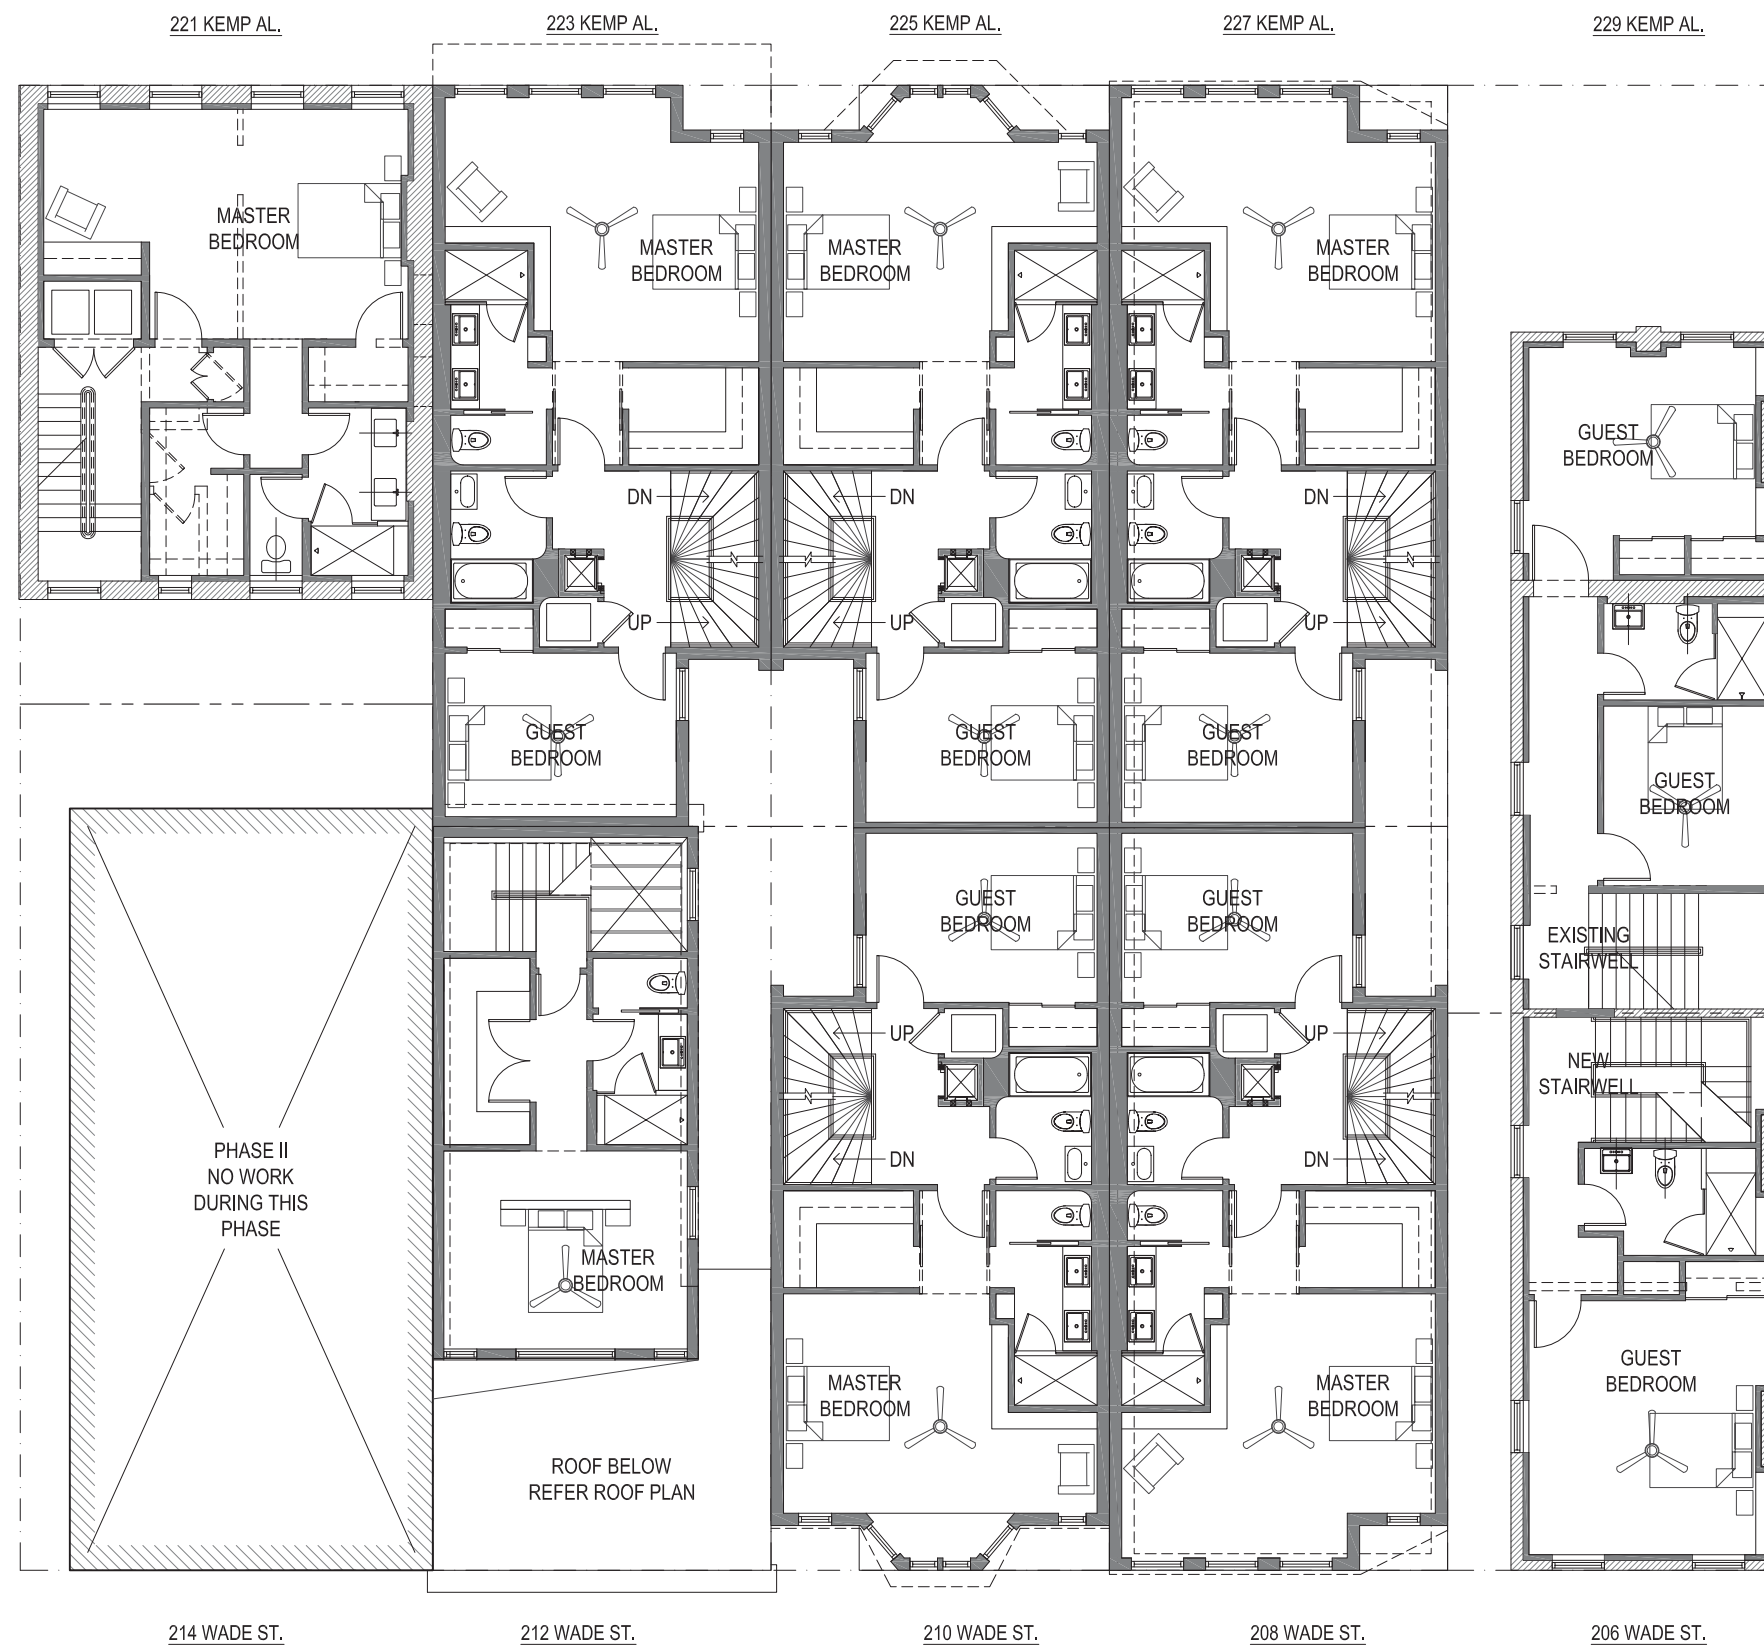 221 KEMP AL.
223 KEMP AL.
225 KEMP AL.
227 KEMP AL.
229 KEMP AL.
MASTER
BEDROOM
MASTER
BEDROOM
MASTER
BEDROOM
MASTER
BEDROOM
GUEST
BEDROOM
DN
DN
DN
UP
UP
UP
GUEST
BEDROOM
GUEST
BEDROOM
GUEST
BEDROOM
GUEST
BEDROOM
GUEST
BEDROOM
GUEST
BEDROOM
EXISTING
STAIRWELL
UP
UP
NEW
STAIRWELL
PHASE II
NO WORK
DURING THIS
PHASE
DN
DN
MASTER
BEDROOM
MASTER
BEDROOM
MASTER
BEDROOM
GUEST
BEDROOM
ROOF BELOW
REFER ROOF PLAN
214 WADE ST.
212 WADE ST.
210 WADE ST.
208 WADE ST.
206 WADE ST.